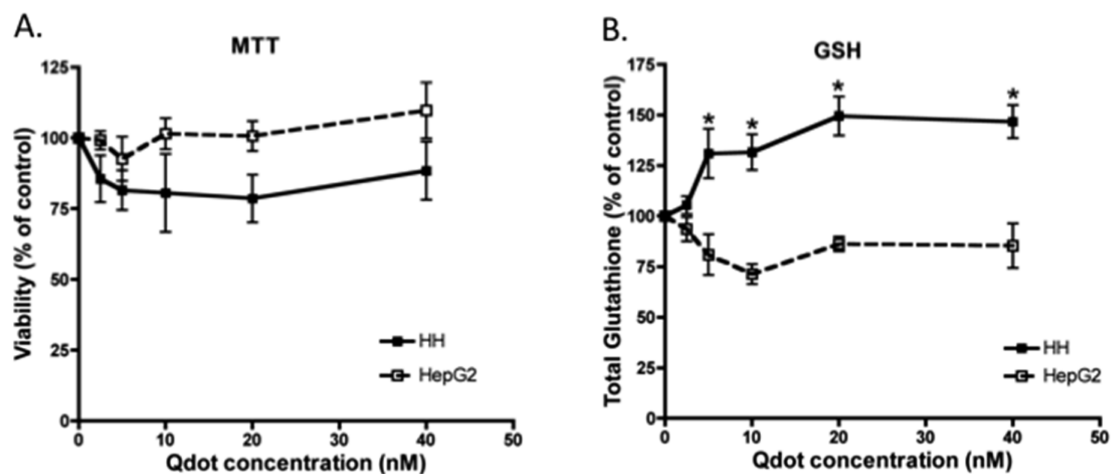 A.
MTT
Viability (% of control)
125
100
75
50
25
0
0 10 20 30 40 50
Qdot concentration (nM)
HH
HepG2
B.
GSH
Total Glutathione (% of control)
175
150
125
100
75
50
25
0
* * * *
0 10 20 30 40 50
Qdot concentration (nM)
HH
HepG2